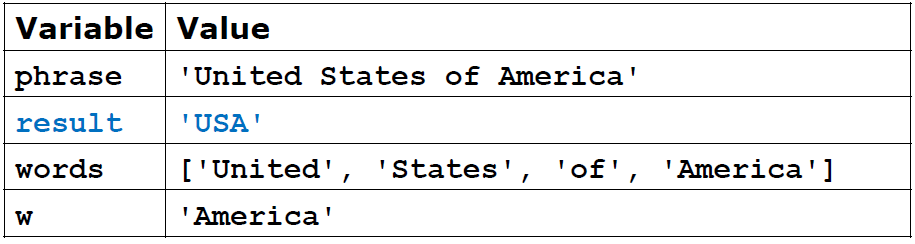 Variable Value
phrase 'United States of America'
result 'USA'
words ['United', 'States', 'of', 'America']
w 'America'